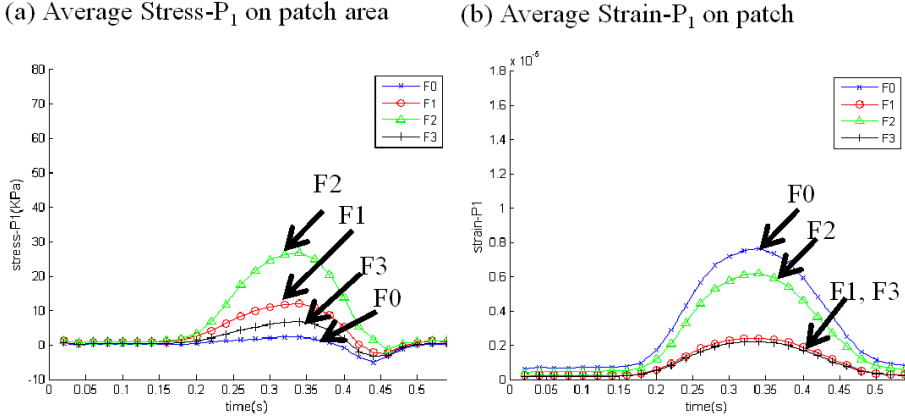 (a) Average Stress-P1 on patch area
80
70
60
50
40
30
20
10
0
-10
stress-P1(KPa)
F0
F1
F2
F3
F2
F1
F3
F0
0 0.05 0.1 0.15 0.2 0.25 0.3 0.35 0.4 0.45 0.5
time(s)
(b) Average Strain-P1 on patch
x 10^-5
1.8
1.6
1.4
1.2
1
0.8
0.6
0.4
0.2
0
strain-P1
F0
F1
F2
F3
F0
F2
F1, F3
0 0.05 0.1 0.15 0.2 0.25 0.3 0.35 0.4 0.45 0.5
time(s)